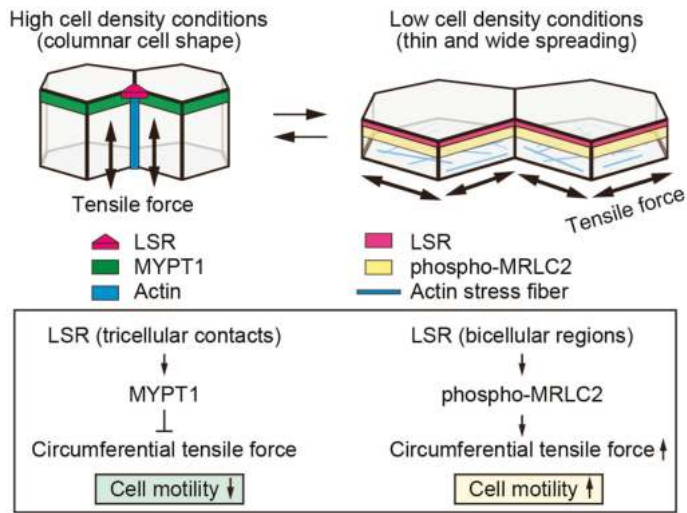 High cell density conditions
(columnar cell shape)
Low cell density conditions
(thin and wide spreading)
Tensile force
Tensile force
LSR
MYPT1
Actin
LSR
phospho-MRLC2
Actin stress fiber
LSR (tricellular contacts)
MYPT1
Circumferential tensile force
Cell motility
LSR (bicellular regions)
phospho-MRLC2
Circumferential tensile force
Cell motility